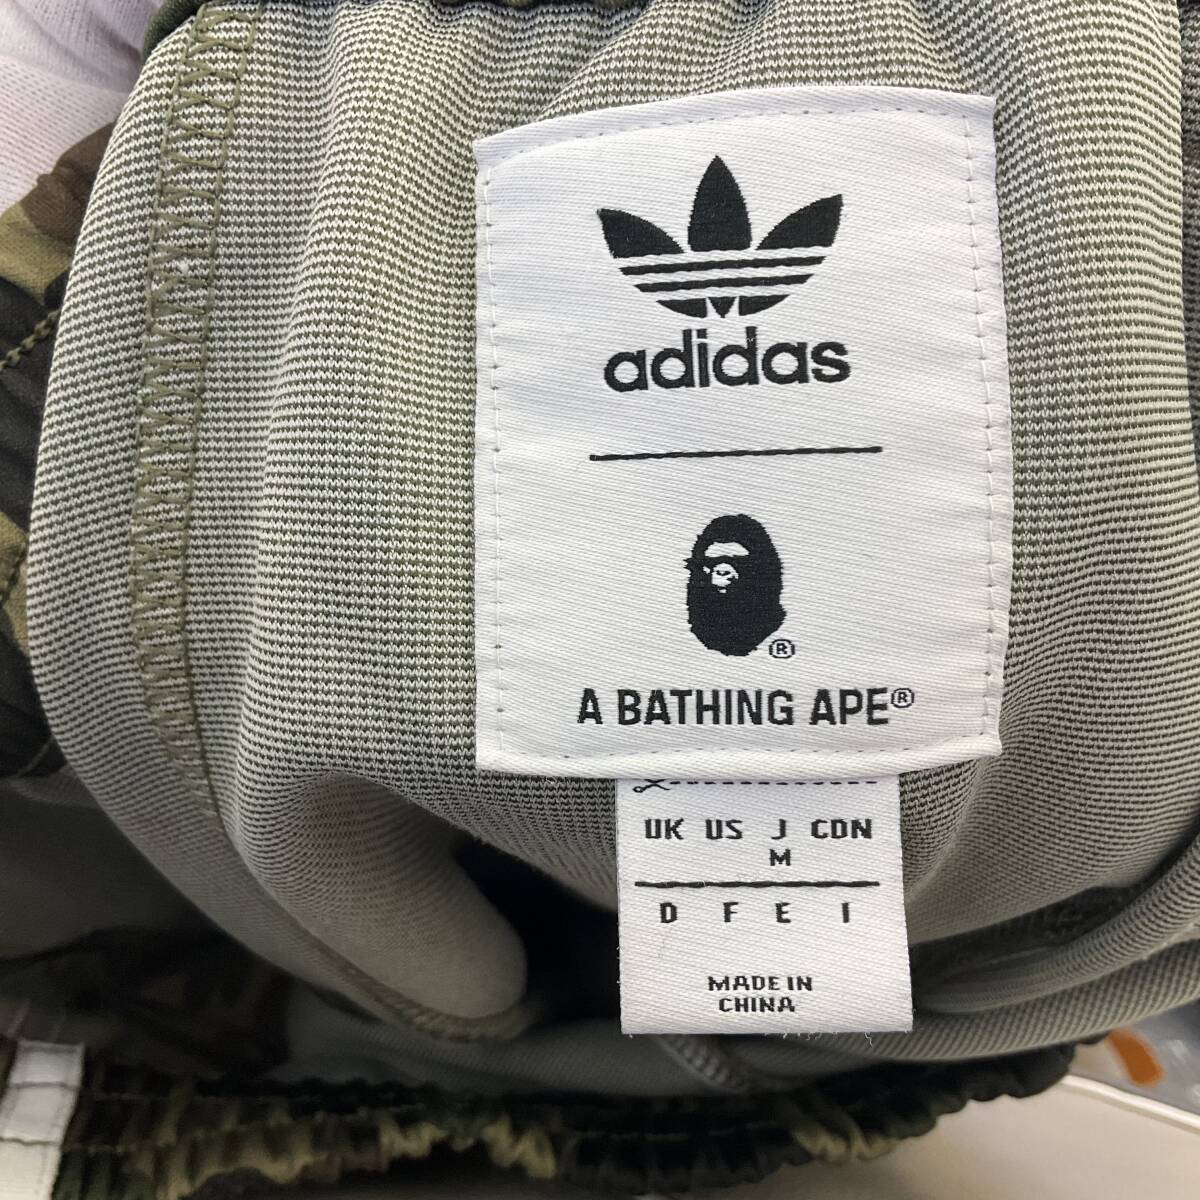 adidas
®
A BATHING APE®
UK US J CDN
M
D F E I
MADE IN
CHINA